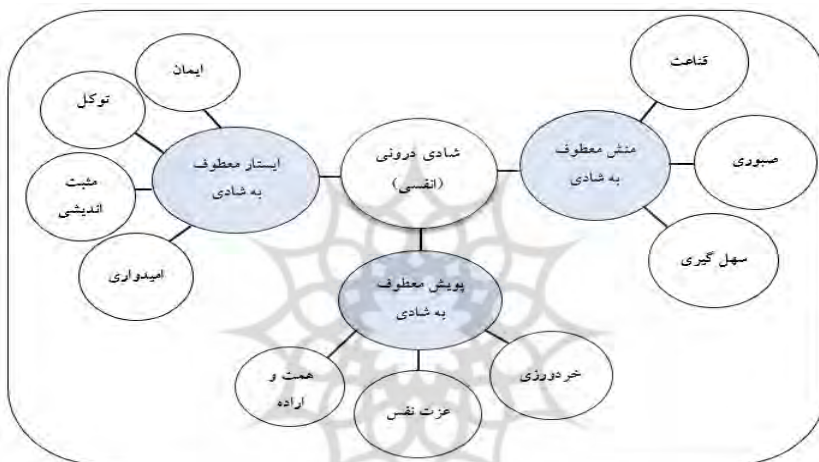 قناعت
صبوری
سهل گیری
منش معطوف
به شادی
شادی درونی
(انفسی)
ایستار معطوف
به شادی
ایمان
توکل
مثبت
اندیشی
امیدواری
پویش معطوف
به شادی
خردورزی
عزت نفس
همت و
اراده